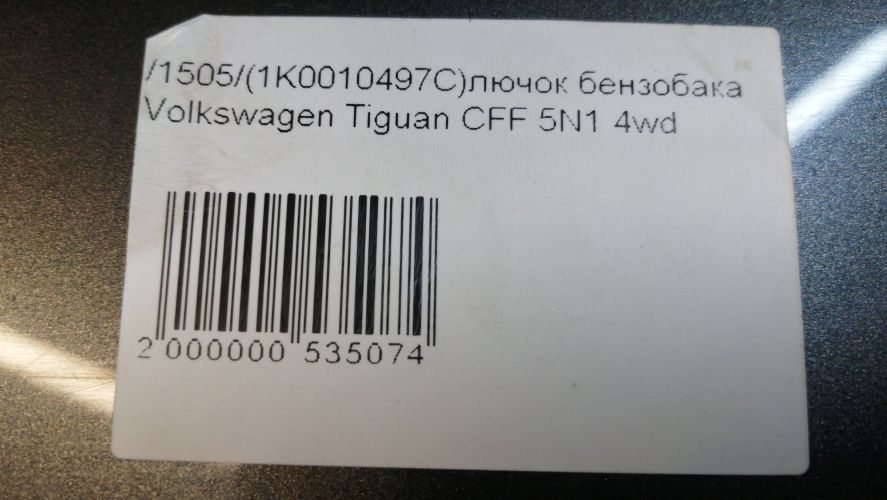 /1505/(1K0010497C)лючок бензобака
Volkswagen Tiguan CFF 5N1 4wd
2 000000 535074